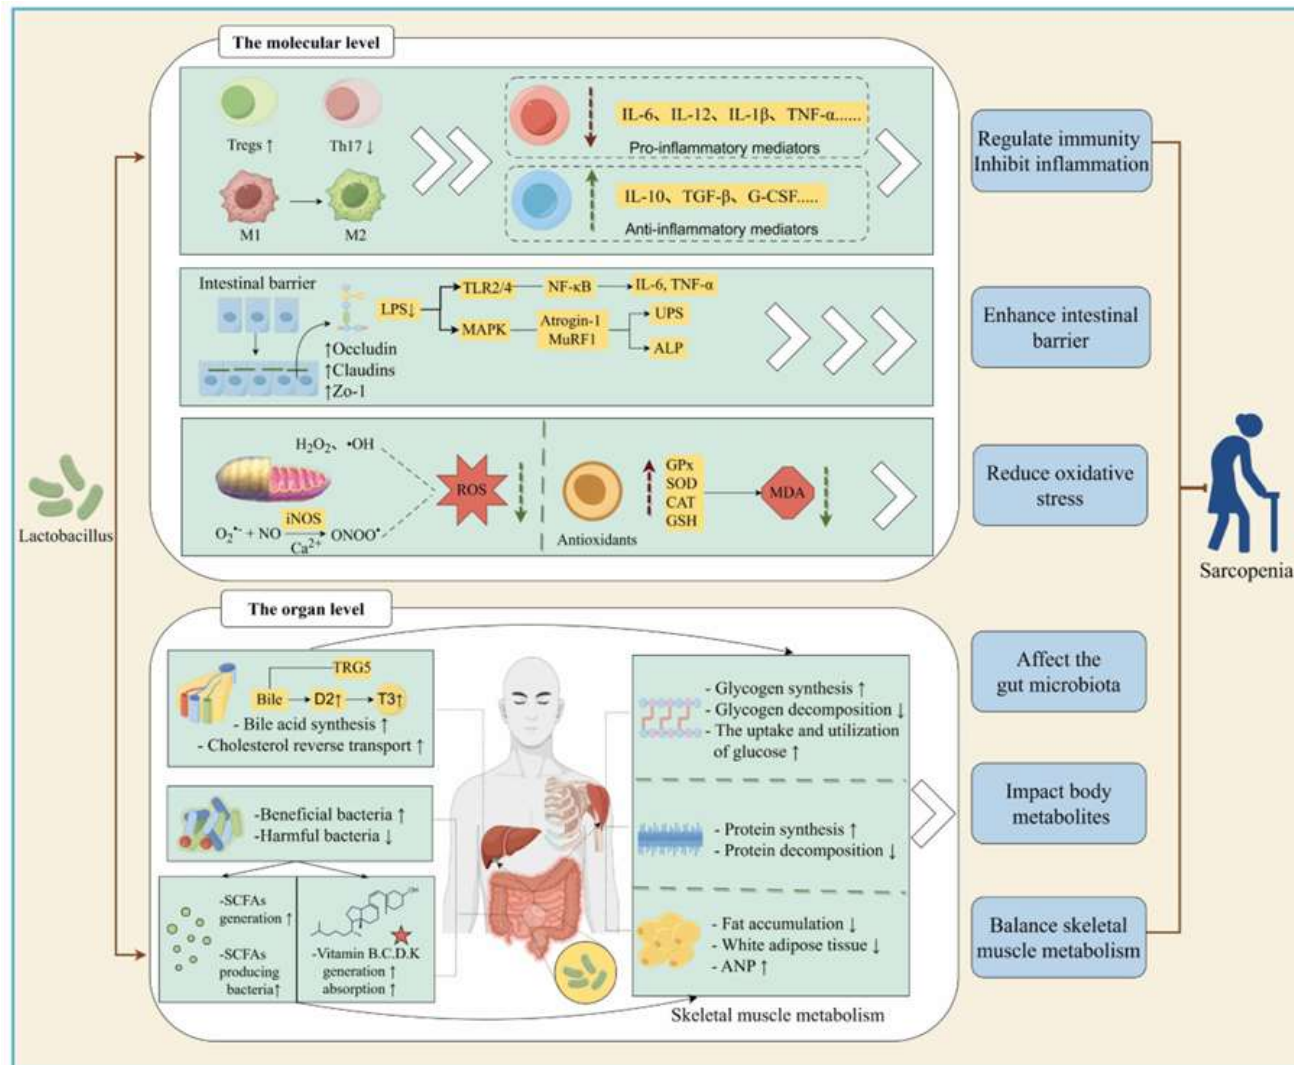 The molecular level
Tregs ↑
Th17 ↓
M1
M2
IL-6、IL-12、IL-1β、TNF-α......
Pro-inflammatory mediators
IL-10、TGF-β、G-CSF.....
Anti-inflammatory mediators
Regulate immunity
Inhibit inflammation
Intestinal barrier
↑Occludin
↑Claudins
↑Zo-1
LPS↓
TLR2/4
NF-κB
IL-6, TNF-α
MAPK
Atrogin-1
MuRF1
UPS
ALP
Enhance intestinal
barrier
H₂O₂、•OH
O₂•− + NO
iNOS
Ca²⁺
ONOO•
ROS
Antioxidants
GPx
SOD
CAT
GSH
MDA
Reduce oxidative
stress
Lactobacillus
Sarcopenia
The organ level
TRG5
Bile
D2↑
T3↑
- Bile acid synthesis ↑
- Cholesterol reverse transport ↑
-Beneficial bacteria ↑
-Harmful bacteria ↓
-SCFAs
generation ↑
-SCFAs
producing
bacteria↑
OH
-Vitamin B.C.D.K
generation ↑
absorption ↑
- Glycogen synthesis ↑
- Glycogen decomposition ↓
- The uptake and utilization
of glucose ↑
- Protein synthesis ↑
- Protein decomposition ↓
- Fat accumulation ↓
- White adipose tissue ↓
- ANP ↑
Skeletal muscle metabolism
Affect the
gut microbiota
Impact body
metabolites
Balance skeletal
muscle metabolism